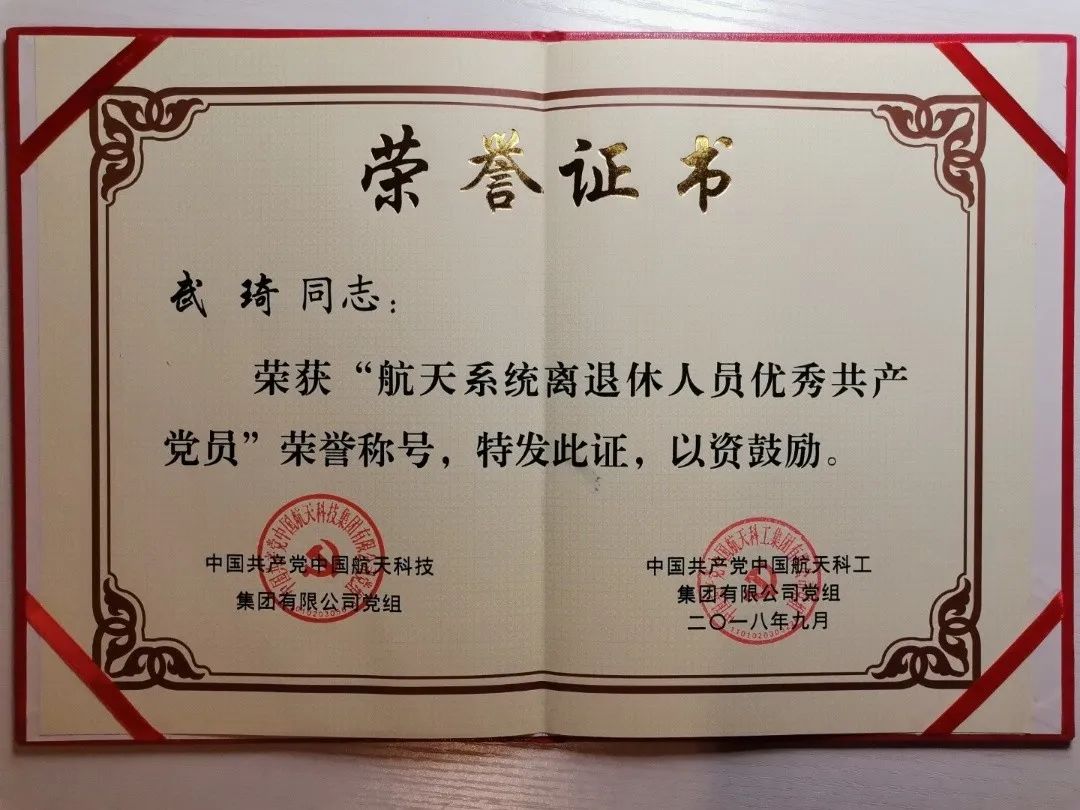 荣誉证书
武 琦 同志：
荣获“航天系统离退休人员优秀共产
党员”荣誉称号，特发此证，以资鼓励。
中国共产党中国航天科技
集团有限公司党组
中国共产党中国航天科工
集团有限公司党组
二〇一八年九月